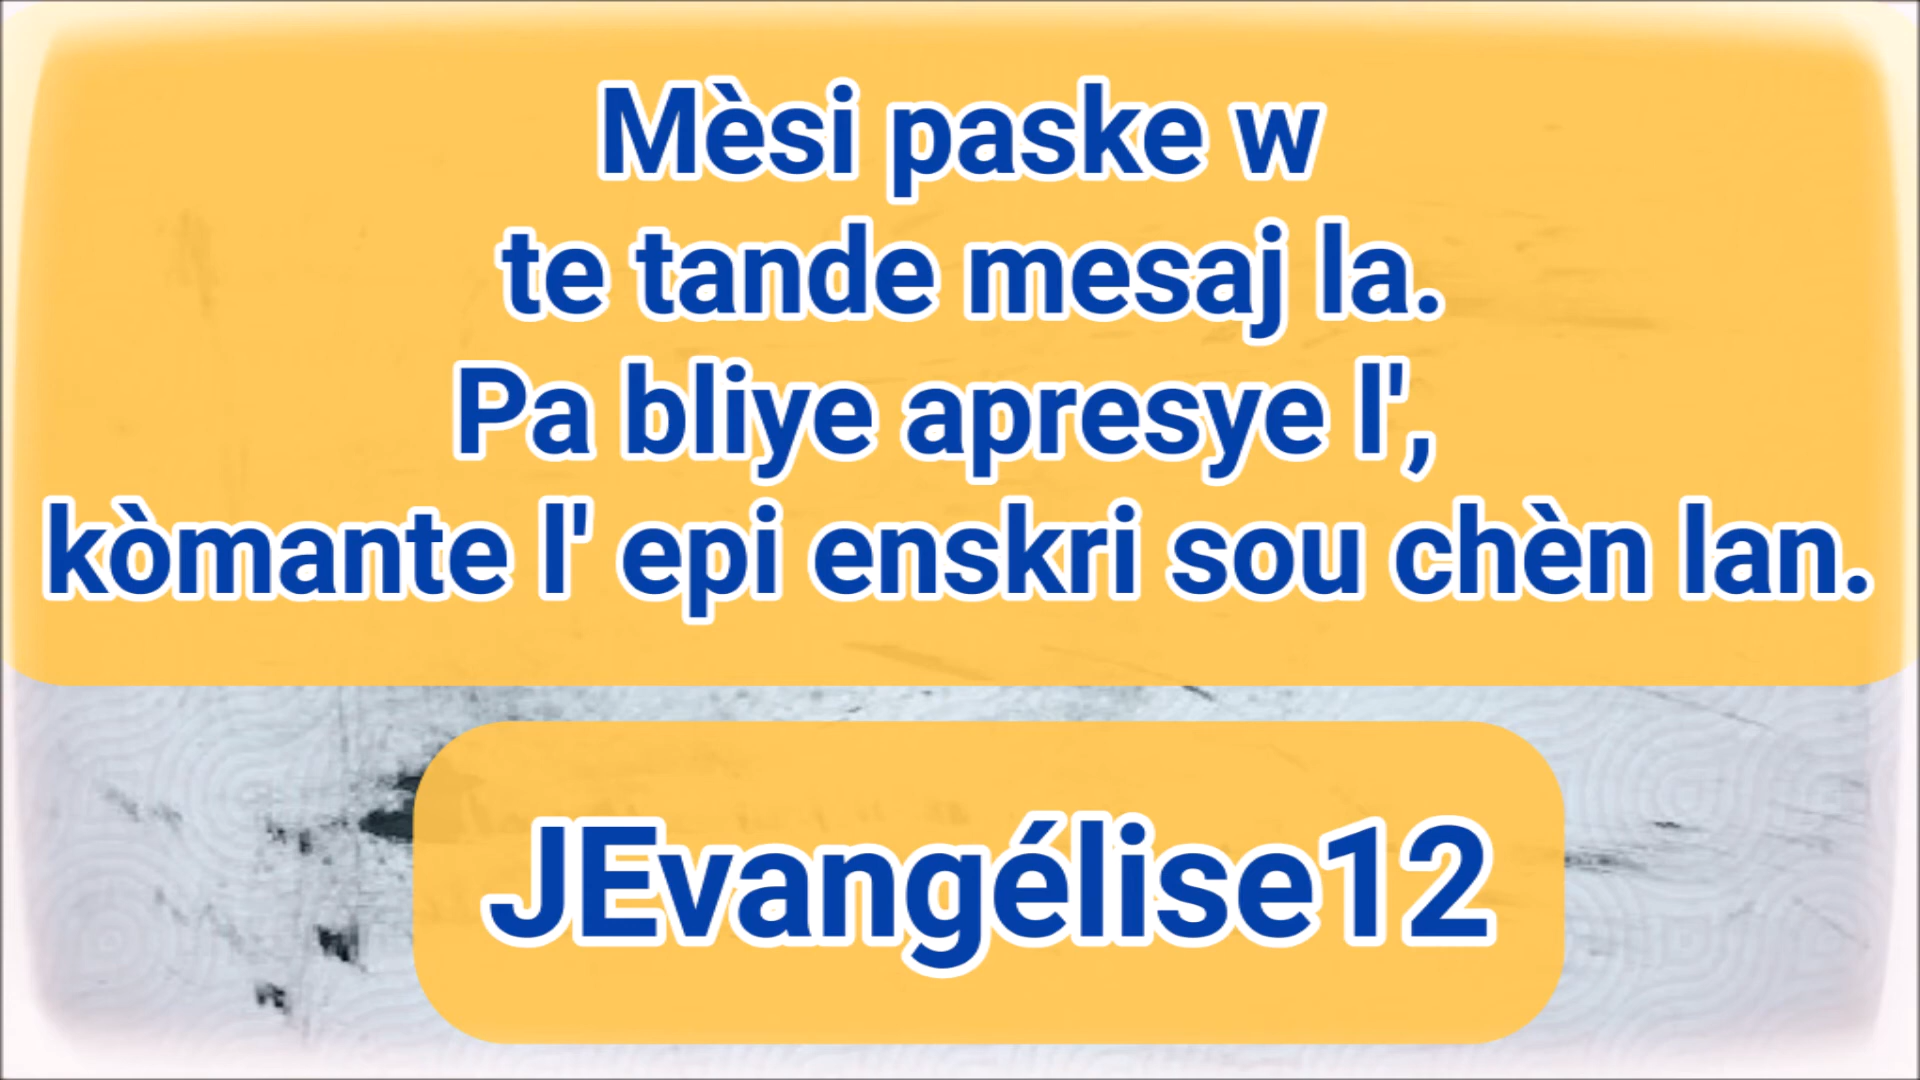 Mèsi paske w
te tande mesaj la.
Pa bliye apresye l',
kòmante l' epi enskri sou chèn lan.
JEvangélise12